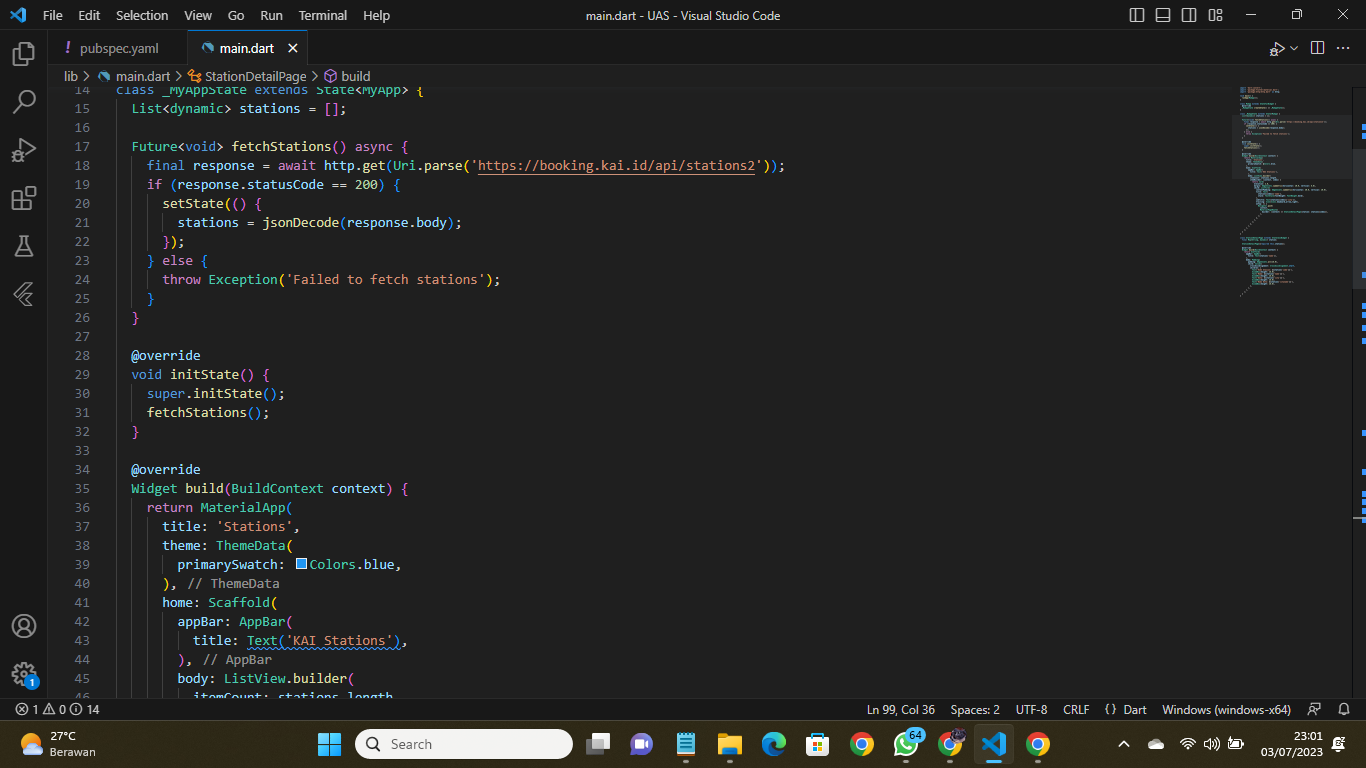 File Edit Selection View Go Run Terminal Help main.dart - UAS - Visual Studio Code
! pubspec.yaml main.dart
lib > main.dart > StationDetailPage > build
14 class _MyAppState extends State<MyApp> {
15 List<dynamic> stations = [];
16
17 Future<void> fetchStations() async {
18 final response = await http.get(Uri.parse('https://booking.kai.id/api/stations2'));
19 if (response.statusCode == 200) {
20 setState(() {
21 stations = jsonDecode(response.body);
22 });
23 } else {
24 throw Exception('Failed to fetch stations');
25 }
26 }
27
28 @override
29 void initState() {
30 super.initState();
31 fetchStations();
32 }
33
34 @override
35 Widget build(BuildContext context) {
36 return MaterialApp(
37 title: 'Stations',
38 theme: ThemeData(
39 primarySwatch: Colors.blue,
40 ), // ThemeData
41 home: Scaffold(
42 appBar: AppBar(
43 title: Text('KAI Stations'),
44 ), // AppBar
45 body: ListView.builder(
46 itemCount: stations.length
1
1 0 14 Ln 99, Col 36 Spaces: 2 UTF-8 CRLF {} Dart Windows (windows-x64)
27°C
Berawan
Search
64
23:01
03/07/2023